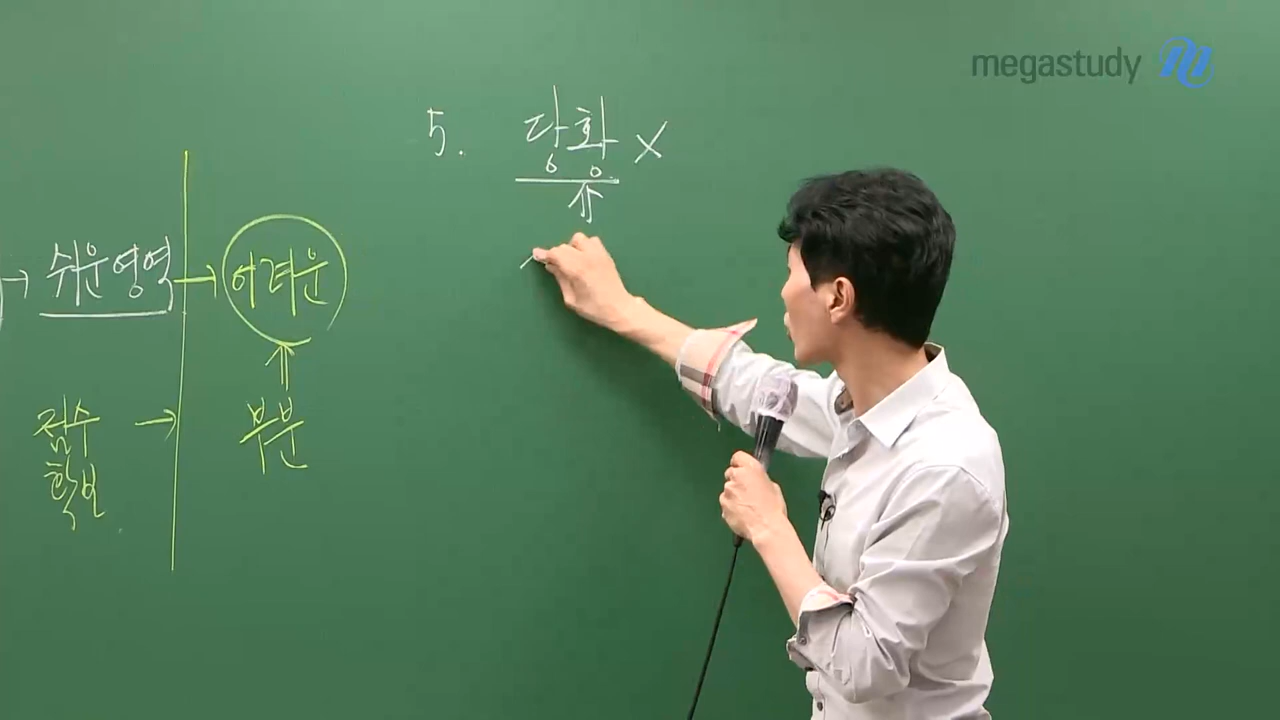 megastudy
5. 당황 X
→ 쉬운영역 → 어려운
점수 → 부분
확보